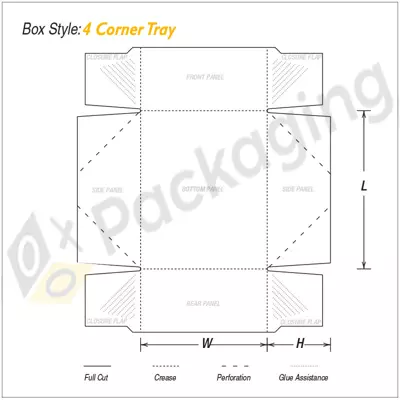 Box Style: 4 Corner Tray
CLOSURE FLAP
FRONT PANEL
CLOSURE FLAP
SIDE PANEL
BOTTOM PANEL
SIDE PANEL
L
Packaging
REAR PANEL
CLOSURE FLAP
CLOSURE FLAP
W
H
Full Cut
Crease
Perforation
Glue Assistance